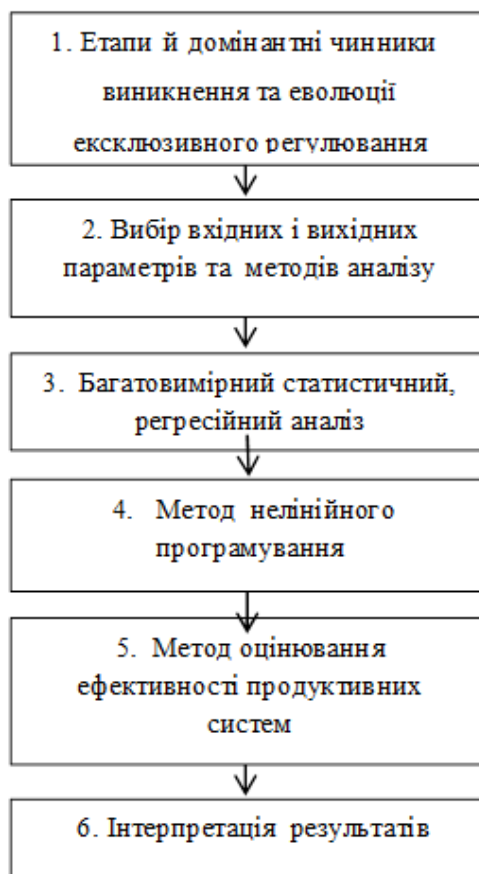 1. Етапи й домінантні чинники
виникнення та еволюції
ексклюзивного регулювання
2. Вибір вхідних і вихідних
параметрів та методів аналізу
3. Багатовимірний статистичний,
регресійний аналіз
4. Метод нелінійного
програмування
5. Метод оцінювання
ефективності продуктивних
систем
6. Інтерпретація результатів